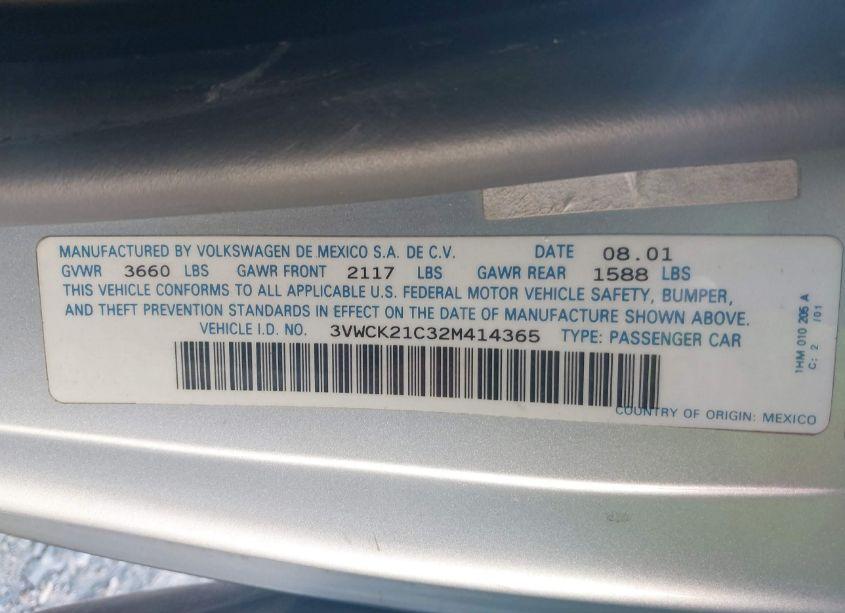 MANUFACTURED BY VOLKSWAGEN DE MEXICO S.A. DE C.V. DATE 08.01
GVWR 3660 LBS GAWR FRONT 2117 LBS GAWR REAR 1588 LBS
THIS VEHICLE CONFORMS TO ALL APPLICABLE U.S. FEDERAL MOTOR VEHICLE SAFETY, BUMPER,
AND THEFT PREVENTION STANDARDS IN EFFECT ON THE DATE OF MANUFACTURE SHOWN ABOVE.
VEHICLE I.D. NO. 3VWCK21C32M414365 TYPE: PASSENGER CAR
COUNTRY OF ORIGIN: MEXICO
1HM 010 205 A
C: 2 /01